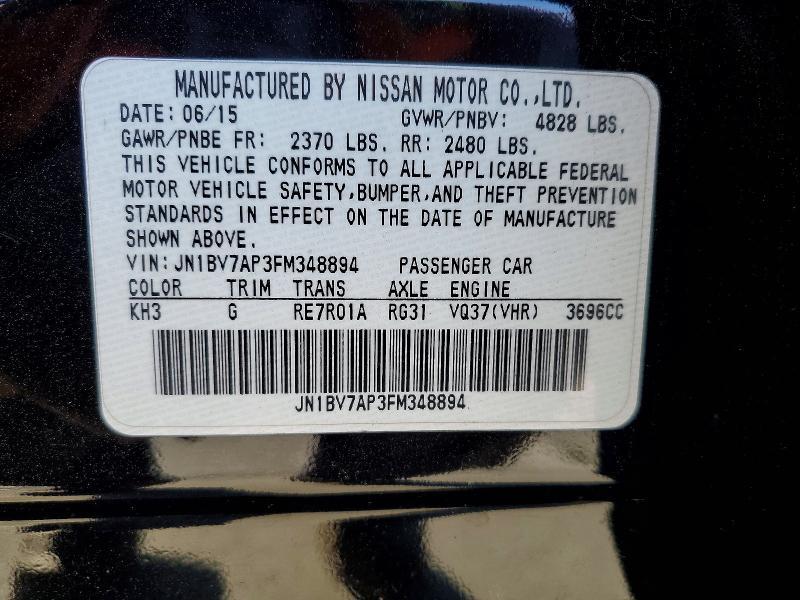 MANUFACTURED BY NISSAN MOTOR CO.,LTD.
DATE: 06/15 GVWR/PNBV: 4828 LBS.
GAWR/PNBE FR: 2370 LBS. RR: 2480 LBS.
THIS VEHICLE CONFORMS TO ALL APPLICABLE FEDERAL
MOTOR VEHICLE SAFETY,BUMPER,AND THEFT PREVENTION
STANDARDS IN EFFECT ON THE DATE OF MANUFACTURE
SHOWN ABOVE.
VIN: JN1BV7AP3FM348894 PASSENGER CAR
COLOR TRIM TRANS AXLE ENGINE
KH3 G RE7R01A RG31 VQ37(VHR) 3696CC
JN1BV7AP3FM348894